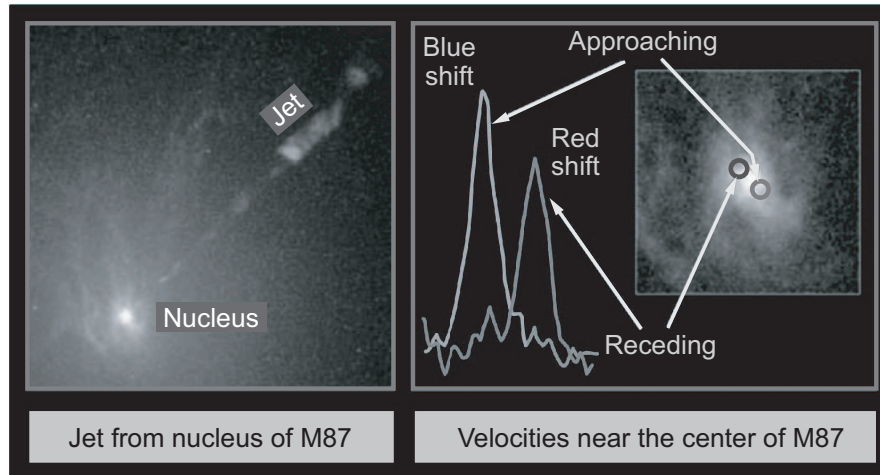 Jet
Nucleus
Blue
shift
Approaching
Red
shift
Receding
Jet from nucleus of M87
Velocities near the center of M87